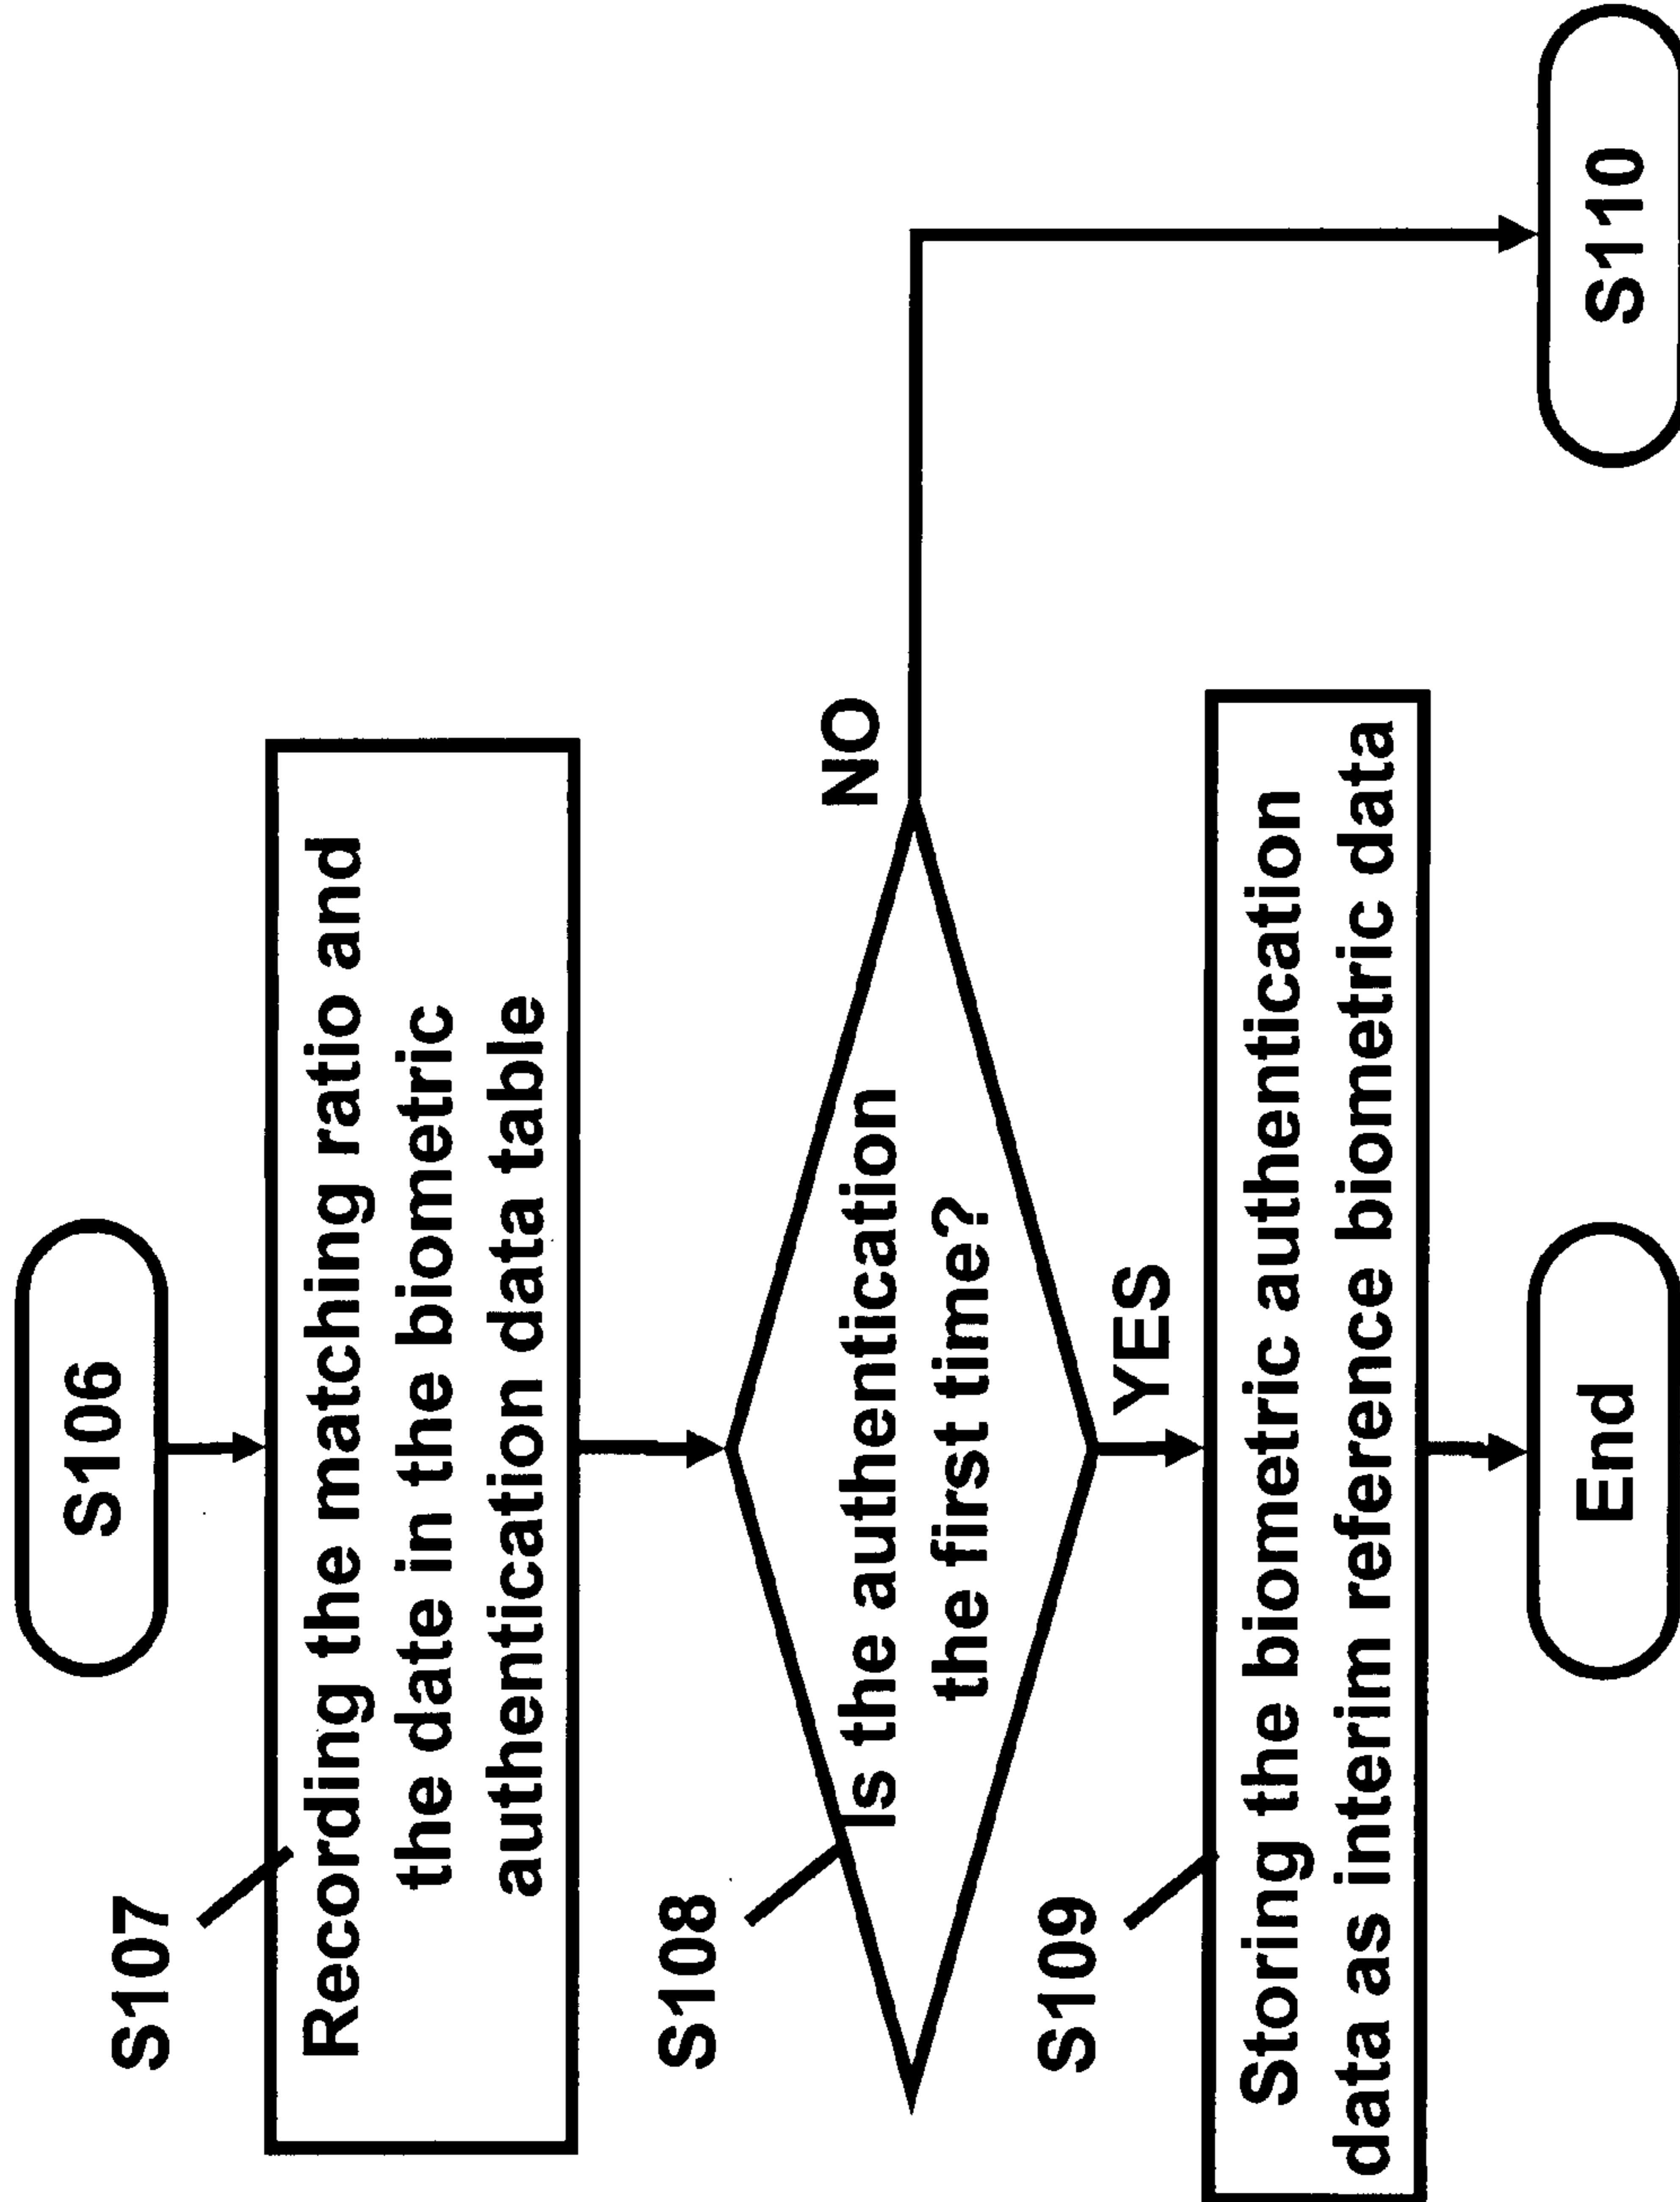 S106
S107
Recording the matching ratio and
the date in the biometric
authentication data table
S108
Is the authentication
the first time?
NO
YES
S109
Storing the biometric authentication
data as interim reference biometric data
End
S110